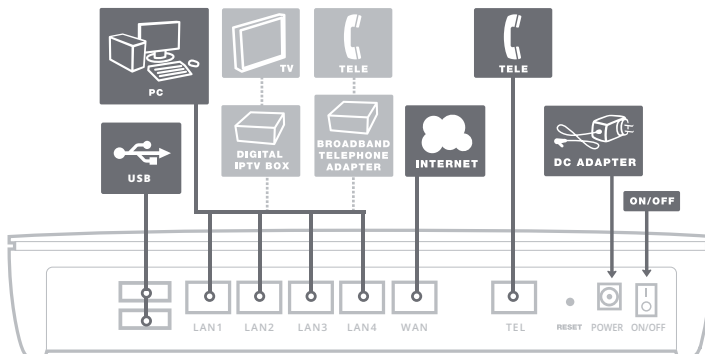 PC
TV
TELE
TELE
USB
DIGITAL
IPTV BOX
BROADBAND
TELEPHONE
ADAPTER
INTERNET
DC ADAPTER
ON/OFF
LAN1 LAN2 LAN3 LAN4 WAN TEL RESET POWER ON/OFF